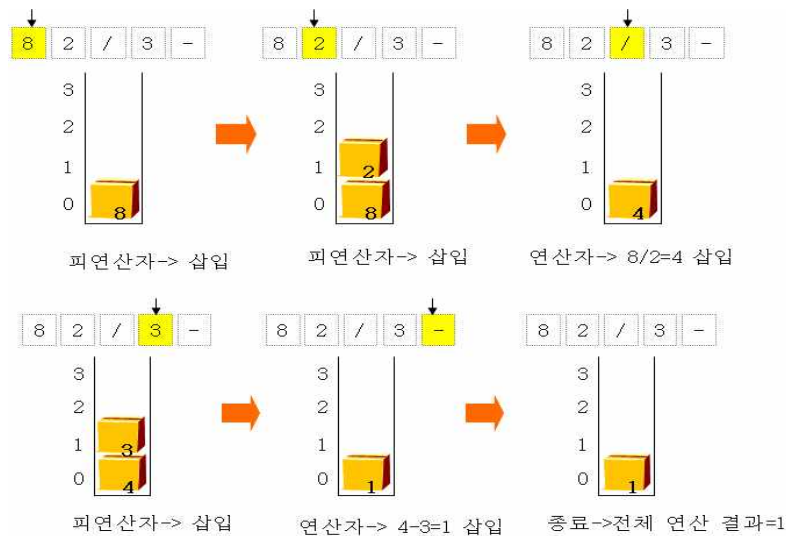 8 2 / 3 - 8 2 / 3 - 8 2 / 3 -
3 3 3
2 2 2
1 1 2 1
0 8 0 8 0 4
피연산자-> 삽입 피연산자-> 삽입 연산자-> 8/2=4 삽입
8 2 / 3 - 8 2 / 3 - 8 2 / 3 -
3 3 3
2 2 2
1 3 1 1
0 4 0 1 0 1
피연산자-> 삽입 연산자-> 4-3=1 삽입 종료->전체 연산 결과=1